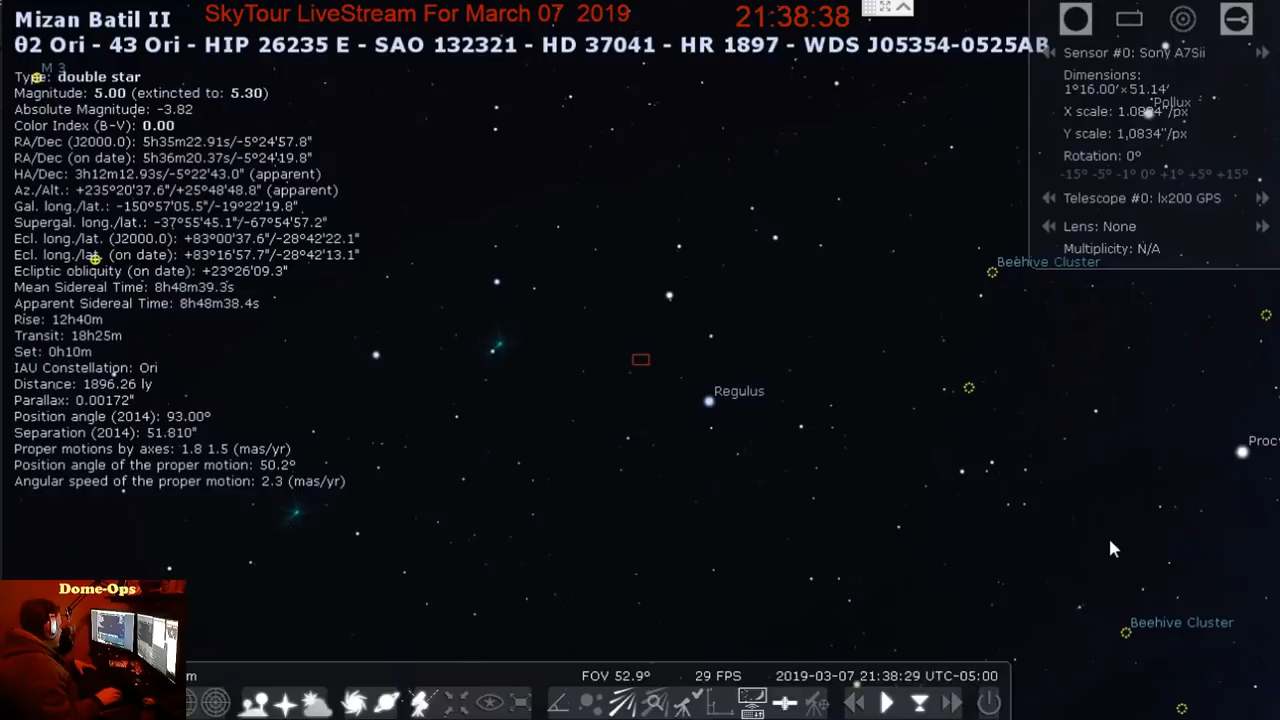 SkyTour LiveStream For March 07 2019
21:38:38
Mizan Batil II
θ2 Ori - 43 Ori - HIP 26235 E - SAO 132321 - HD 37041 - HR 1897 - WDS J05354-0525AB
M 3
Type: double star
Magnitude: 5.00 (extincted to: 5.30)
Absolute Magnitude: -3.82
Color Index (B-V): 0.00
RA/Dec (J2000.0): 5h35m22.91s/-5°24'57.8"
RA/Dec (on date): 5h36m20.37s/-5°24'19.8"
HA/Dec: 3h12m12.93s/-5°22'43.0" (apparent)
Az./Alt.: +235°20'37.6"/+25°48'48.8" (apparent)
Gal. long./lat.: -150°57'05.5"/-19°22'19.8"
Supergal. long./lat.: -37°55'45.1"/-67°54'57.2"
Ecl. long./lat. (J2000.0): +83°00'37.6"/-28°42'22.1"
Ecl. long./lat. (on date): +83°16'57.7"/-28°42'13.1"
Ecliptic obliquity (on date): +23°26'09.3"
Mean Sidereal Time: 8h48m39.3s
Apparent Sidereal Time: 8h48m38.4s
Rise: 12h40m
Transit: 18h25m
Set: 0h10m
IAU Constellation: Ori
Distance: 1896.26 ly
Parallax: 0.00172"
Position angle (2014): 93.00°
Separation (2014): 51.810"
Proper motions by axes: 1.8 1.5 (mas/yr)
Position angle of the proper motion: 50.2°
Angular speed of the proper motion: 2.3 (mas/yr)
Sensor #0: Sony A7Sii
Dimensions:
1°16.00'×51.14'
Pollux
X scale: 1.0834"/px
Y scale: 1,0834"/px
Rotation: 0°
-15° -5° -1° 0° +1° +5° +15°
Telescope #0: lx200 GPS
Lens: None
Multiplicity: N/A
Beehive Cluster
Regulus
Procy
Beehive Cluster
Dome-Ops
m
FOV 52.9°
29 FPS
2019-03-07 21:38:29 UTC-05:00